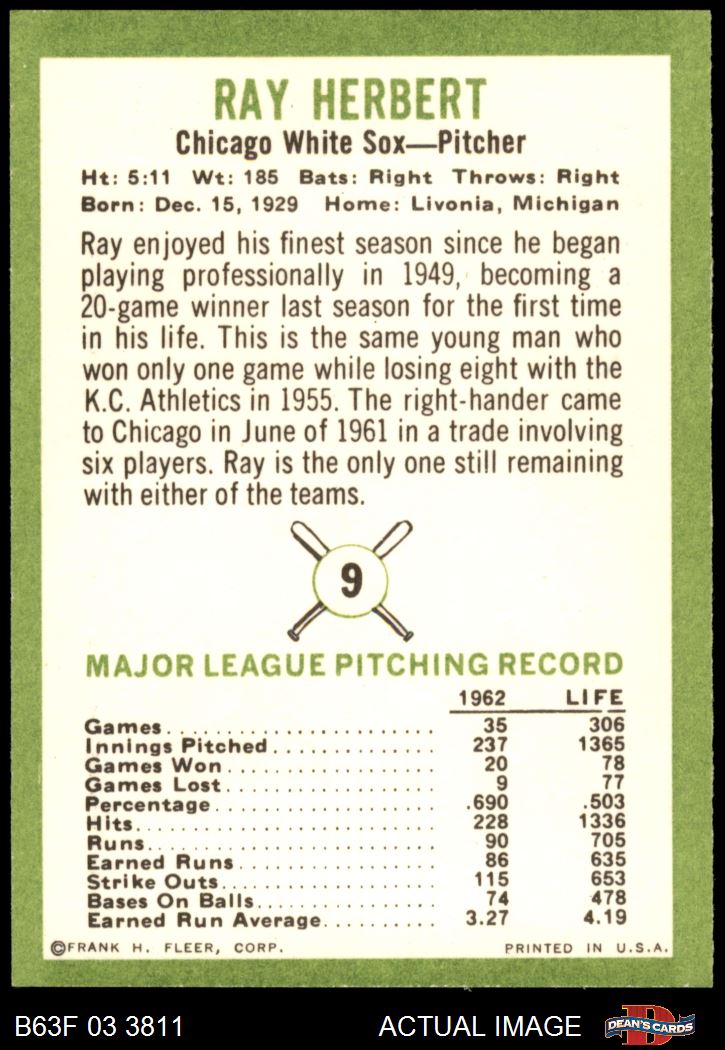 RAY HERBERT
Chicago White Sox—Pitcher
Ht: 5:11 Wt: 185 Bats: Right Throws: Right
Born: Dec. 15, 1929 Home: Livonia, Michigan
Ray enjoyed his finest season since he began
playing professionally in 1949, becoming a
20-game winner last season for the first time
in his life. This is the same young man who
won only one game while losing eight with the
K.C. Athletics in 1955. The right-hander came
to Chicago in June of 1961 in a trade involving
six players. Ray is the only one still remaining
with either of the teams.
9
MAJOR LEAGUE PITCHING RECORD
1962 LIFE
Games. . . . . . . . . . . . . . . . . . . . . . . . 35 306
Innings Pitched. . . . . . . . . . . . . . 237 1365
Games Won. . . . . . . . . . . . . . . . . . 20 78
Games Lost. . . . . . . . . . . . . . . . . . 9 77
Percentage. . . . . . . . . . . . . . . . . . . .690 .503
Hits. . . . . . . . . . . . . . . . . . . . . . . . . . 228 1336
Runs. . . . . . . . . . . . . . . . . . . . . . . . . 90 705
Earned Runs. . . . . . . . . . . . . . . . . 86 635
Strike Outs. . . . . . . . . . . . . . . . . . 115 653
Bases On Balls. . . . . . . . . . . . . . . 74 478
Earned Run Average. . . . . . . . . . 3.27 4.19
©FRANK H. FLEER, CORP. PRINTED IN U.S.A.
B63F 03 3811 ACTUAL IMAGE D DEAN'S CARDS